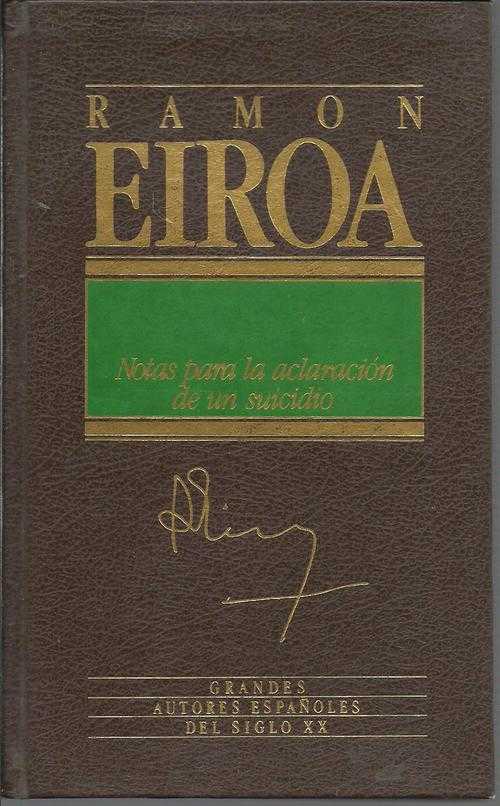 RAMON
EIROA
Notas para la aclaración
de un suicidio
GRANDES
AUTORES ESPAÑOLES
DEL SIGLO XX